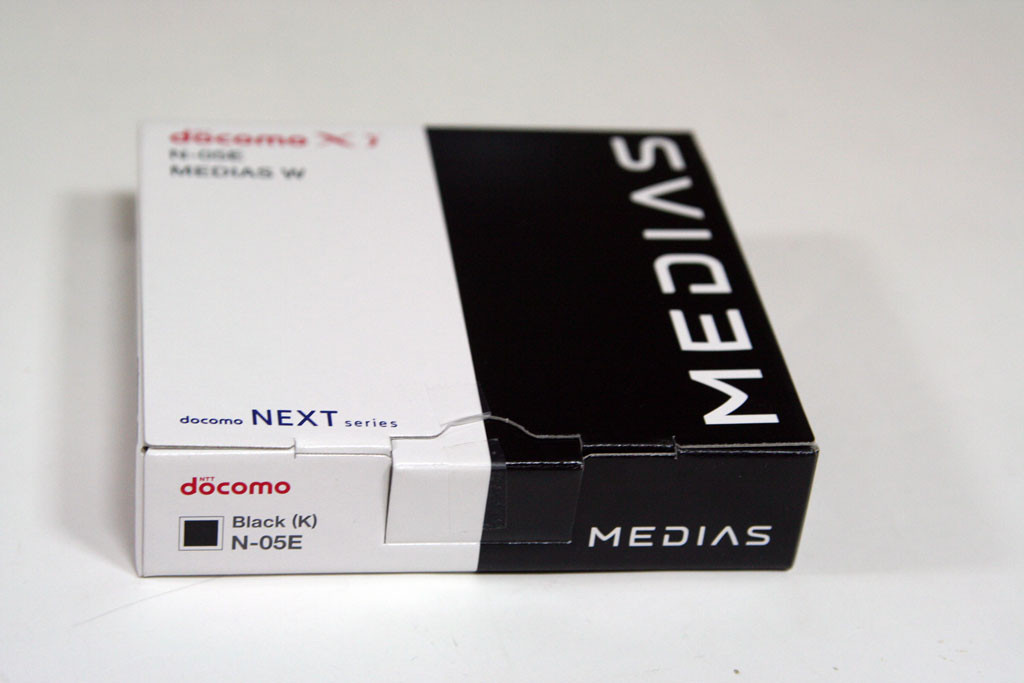 docomo Xi
N-05E
MEDIAS W
MEDIAS
docomo NEXT series
NTT
docomo
Black (K)
N-05E
MEDIAS